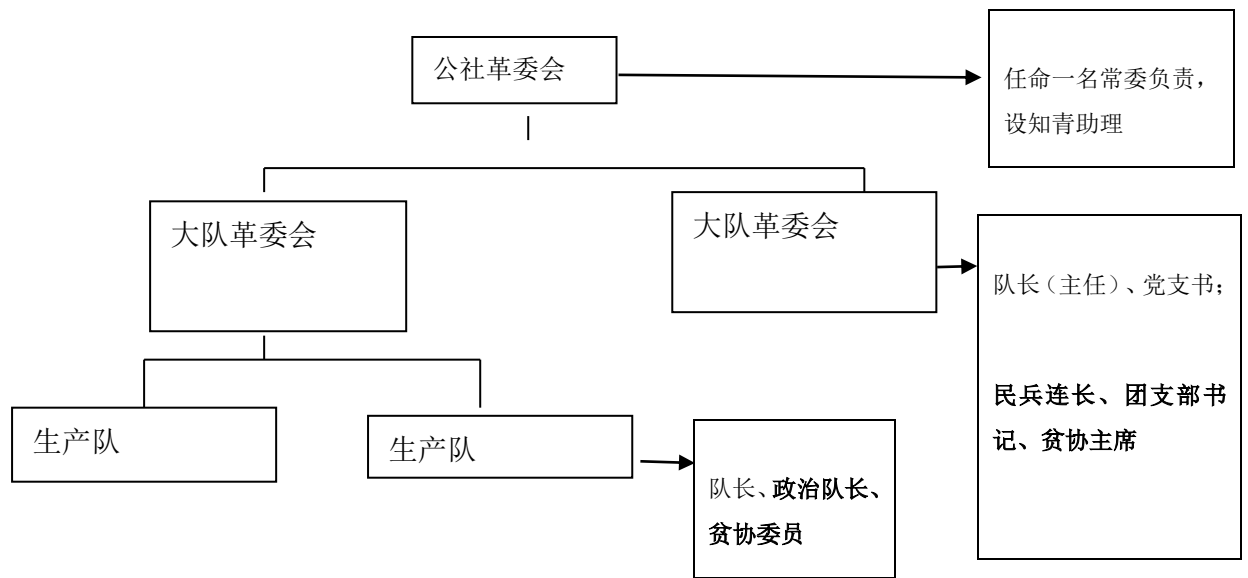 公社革委会
任命一名常委负责，
设知青助理
大队革委会
大队革委会
队长（主任）、党支书；
民兵连长、团支部书
记、贫协主席
生产队
生产队
队长、政治队长、
贫协委员